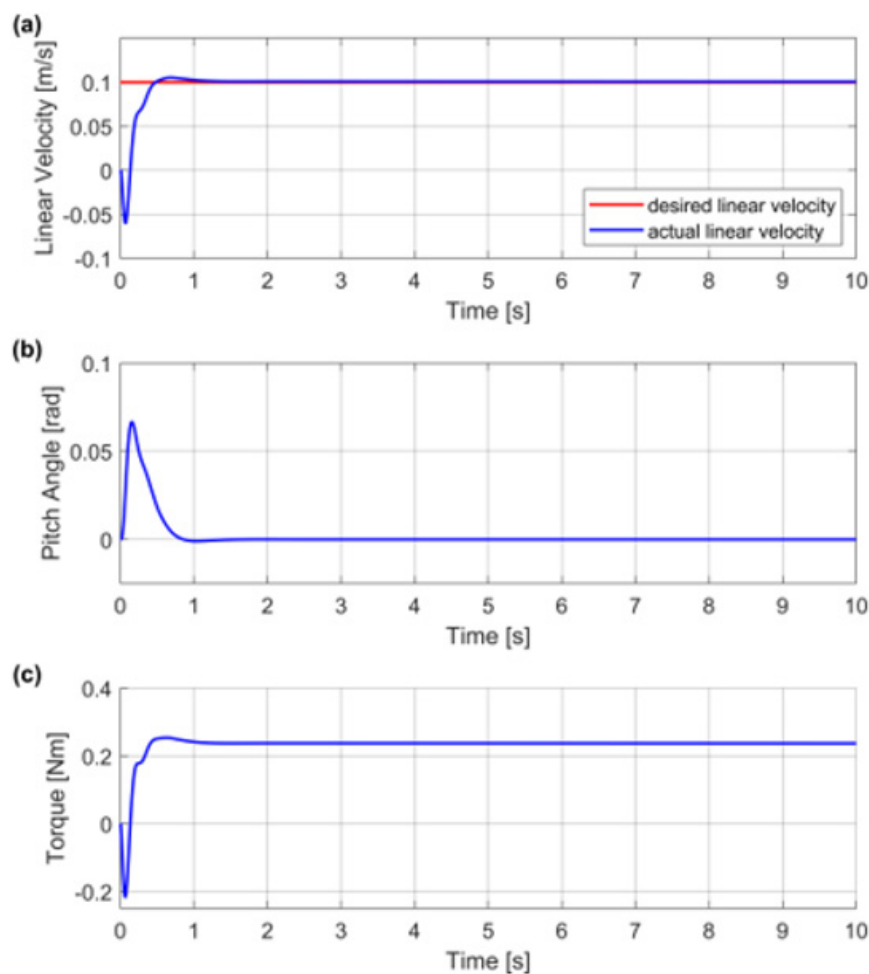 (a)
Linear Velocity [m/s]
0.1
0.05
0
-0.05
-0.1
desired linear velocity
actual linear velocity
0 1 2 3 4 5 6 7 8 9 10
Time [s]
(b)
Pitch Angle [rad]
0.1
0.05
0
0 1 2 3 4 5 6 7 8 9 10
Time [s]
(c)
Torque [Nm]
0.4
0.2
0
-0.2
0 1 2 3 4 5 6 7 8 9 10
Time [s]